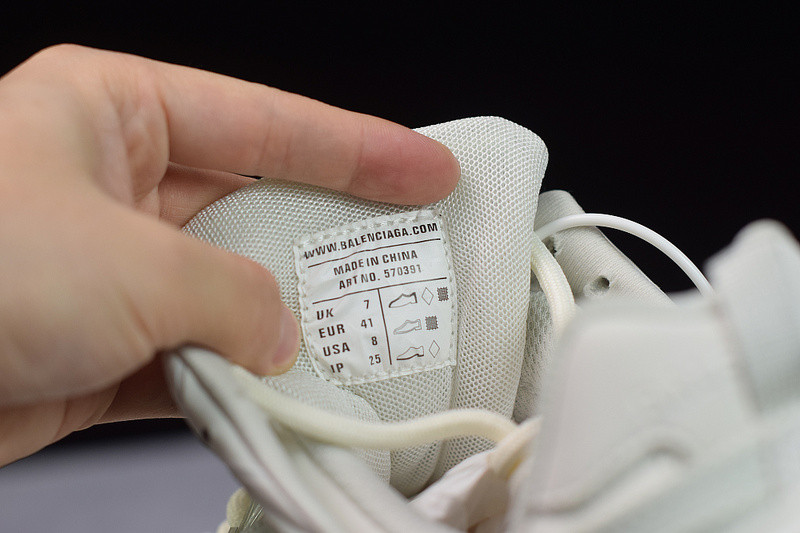 WWW.BALENCIAGA.COM
MADE IN CHINA
ART NO. 570391
UK 7
EUR 41
USA 8
JP 25